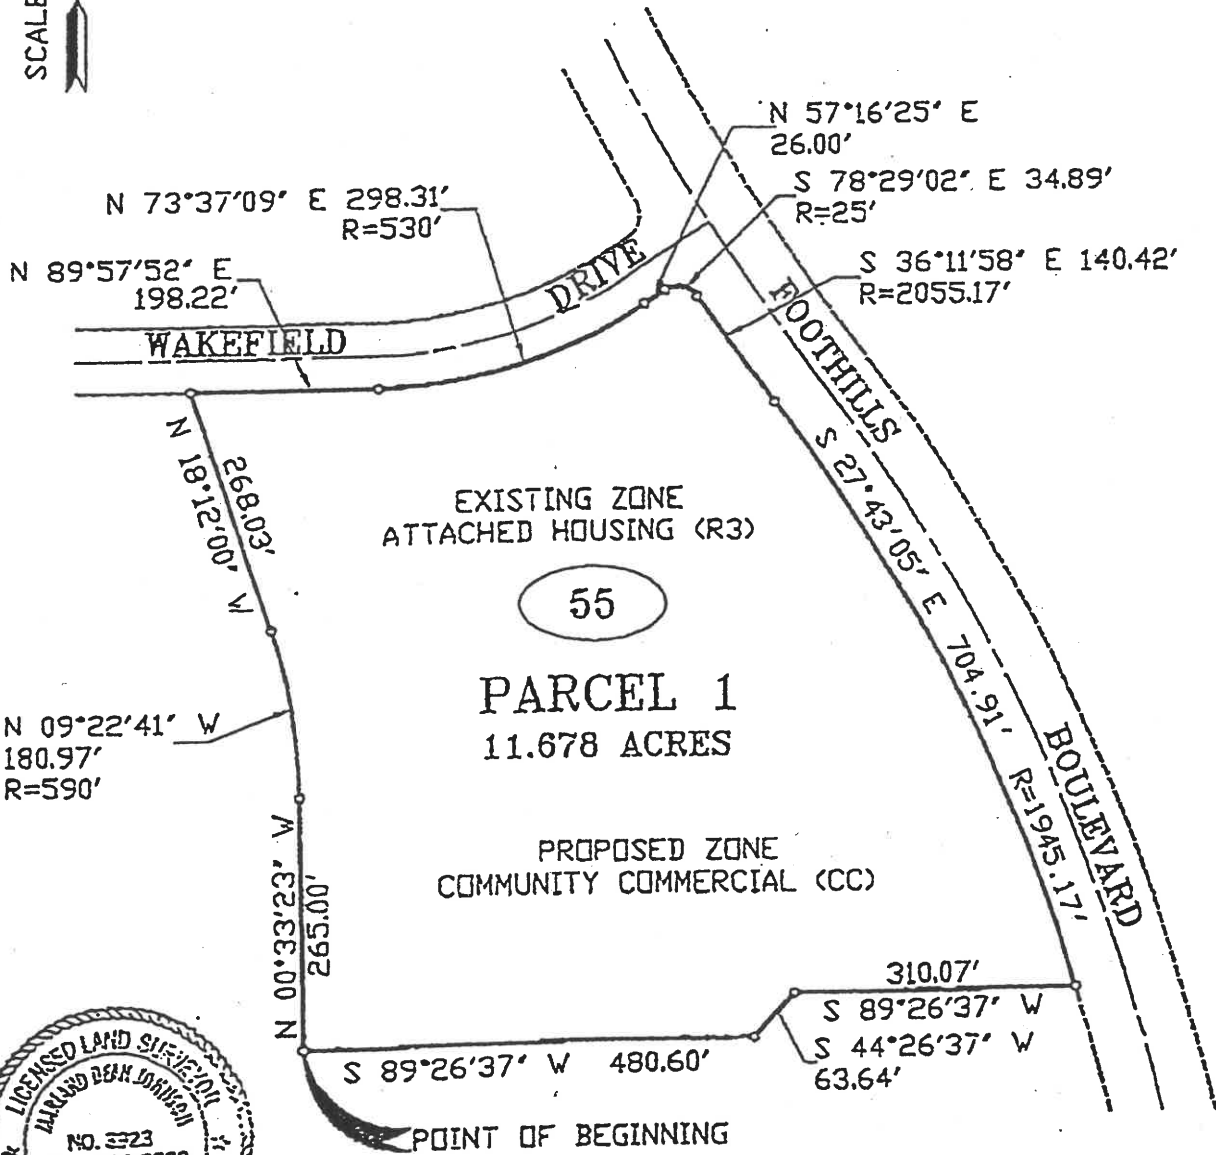 SCALE
N 57°16'25" E
26.00'
S 78°29'02" E 34.89'
R=25'
N 73°37'09" E 298.31'
R=530'
S 36°11'58" E 140.42'
R=2055.17'
N 89°57'52" E
198.22'
WAKEFIELD DRIVE
FOOTHILLS BOULEVARD
N 18°12'00" W
268.03'
S 27°43'05" E 704.91' R=1945.17'
EXISTING ZONE
ATTACHED HOUSING (R3)
55
PARCEL 1
11.678 ACRES
N 09°22'41" W
180.97'
R=590'
PROPOSED ZONE
COMMUNITY COMMERCIAL (CC)
N 00°33'23" W
265.00'
310.07'
S 89°26'37" W
S 44°26'37" W
63.64'
S 89°26'37" W 480.60'
POINT OF BEGINNING
LICENSED LAND SURVEYOR
DEAN JOHNSON
NO.